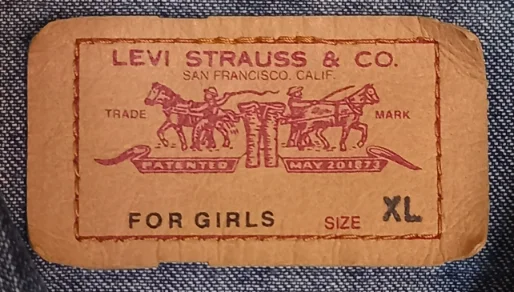 LEVI STRAUSS & CO.
SAN FRANCISCO. CALIF.
TRADE MARK
PATENTED MAY 20 1873
FOR GIRLS SIZE XL